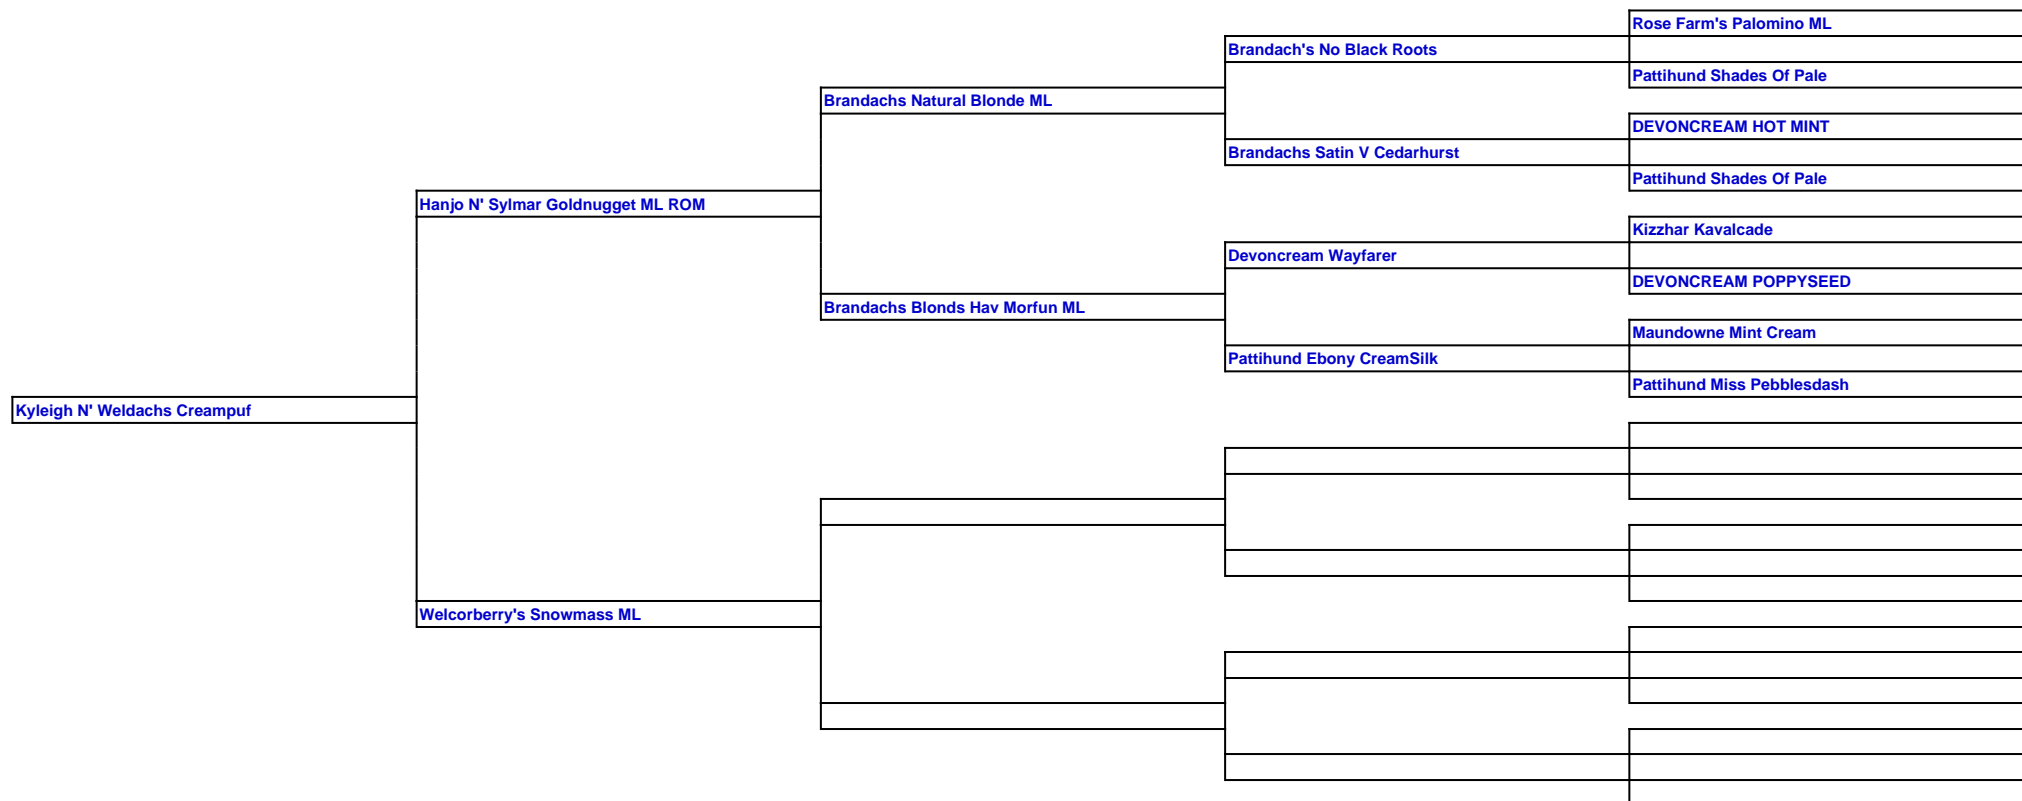 Rose Farm's Palomino ML
Brandach's No Black Roots
Pattihund Shades Of Pale
Brandachs Natural Blonde ML
DEVONCREAM HOT MINT
Brandachs Satin V Cedarhurst
Pattihund Shades Of Pale
Hanjo N' Sylmar Goldnugget ML ROM
Kizzhar Kavalcade
Devoncream Wayfarer
DEVONCREAM POPPYSEED
Brandachs Blonds Hav Morfun ML
Maundowne Mint Cream
Pattihund Ebony CreamSilk
Pattihund Miss Pebblesdash
Kyleigh N' Weldachs Creampuf
Welcorberry's Snowmass ML